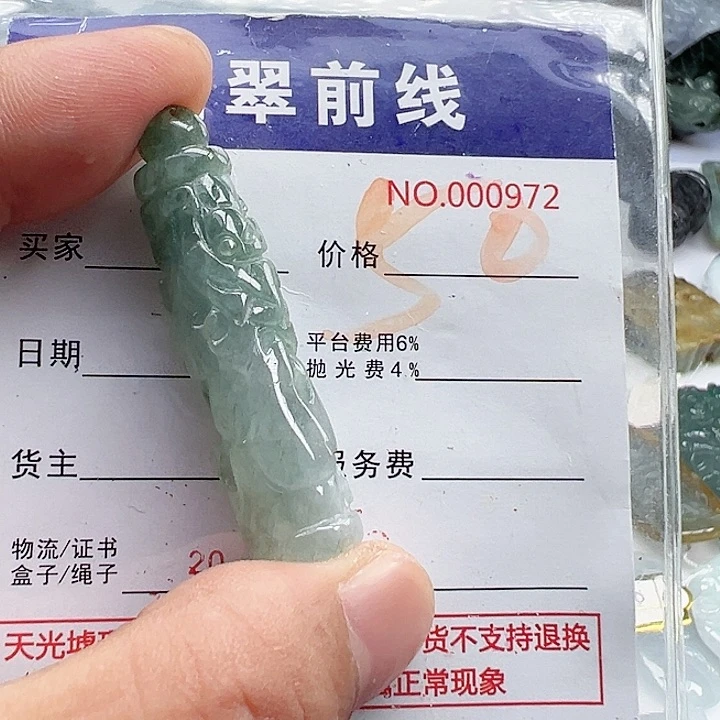 翠前线
NO.000972
买家 价格 50
日期 平台费用6%
抛光费4%
货主 服务费
物流/证书
盒子/绳子 20
天光墟 货不支持退换
正常现象